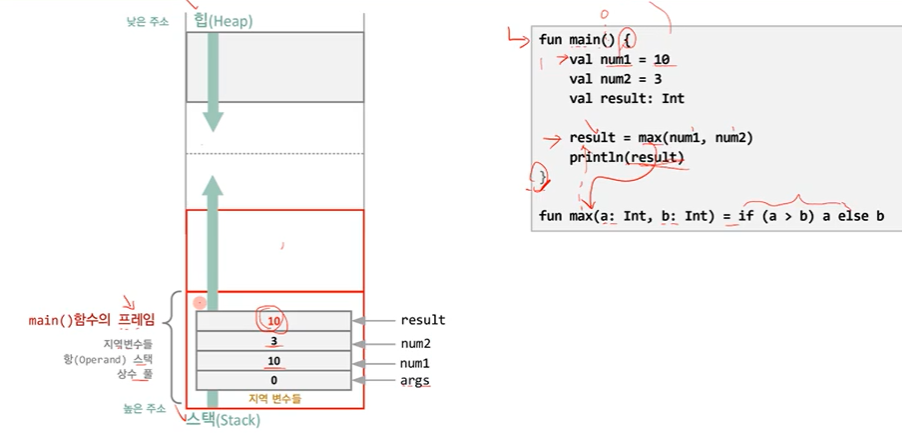 낮은 주소
힙(Heap)
main()함수의 프레임
지역변수들
항(Operand) 스택
상수 풀
10
3
10
0
result
num2
num1
args
지역 변수들
높은 주소
스택(Stack)
fun main() {
val num1 = 10
val num2 = 3
val result: Int
result = max(num1, num2)
println(result)
}
fun max(a: Int, b: Int) = if (a > b) a else b